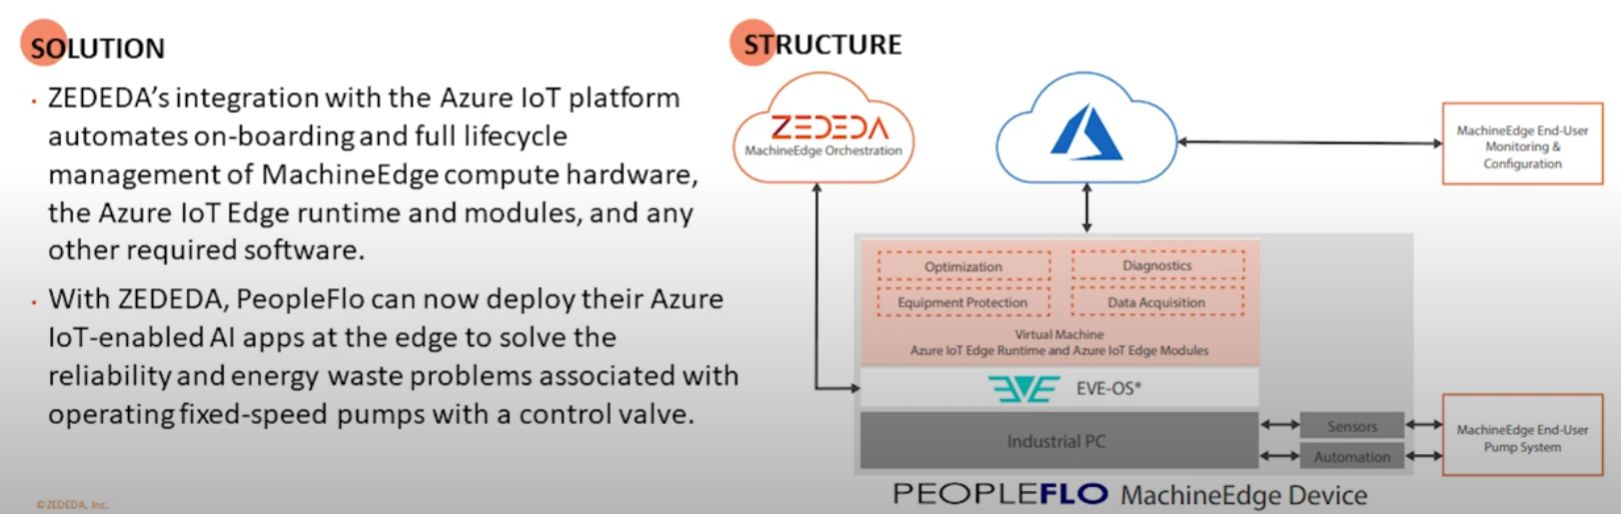 SOLUTION
· ZEDEDA’s integration with the Azure IoT platform
automates on-boarding and full lifecycle
management of MachineEdge compute hardware,
the Azure IoT Edge runtime and modules, and any
other required software.
· With ZEDEDA, PeopleFlo can now deploy their Azure
IoT-enabled AI apps at the edge to solve the
reliability and energy waste problems associated with
operating fixed-speed pumps with a control valve.
©ZEDEDA, Inc.
STRUCTURE
ZEDEDA
MachineEdge Orchestration
MachineEdge End-User
Monitoring &
Configuration
Optimization
Diagnostics
Equipment Protection
Data Acquisition
Virtual Machine
Azure IoT Edge Runtime and Azure IoT Edge Modules
EVE EVE-OS*
Industrial PC
Sensors
Automation
MachineEdge End-User
Pump System
PEOPLEFLO MachineEdge Device